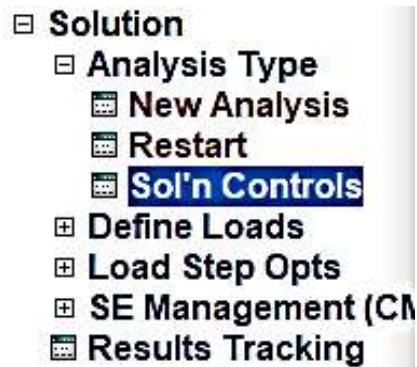 Solution
Analysis Type
New Analysis
Restart
Sol'n Controls
Define Loads
Load Step Opts
SE Management (CM
Results Tracking